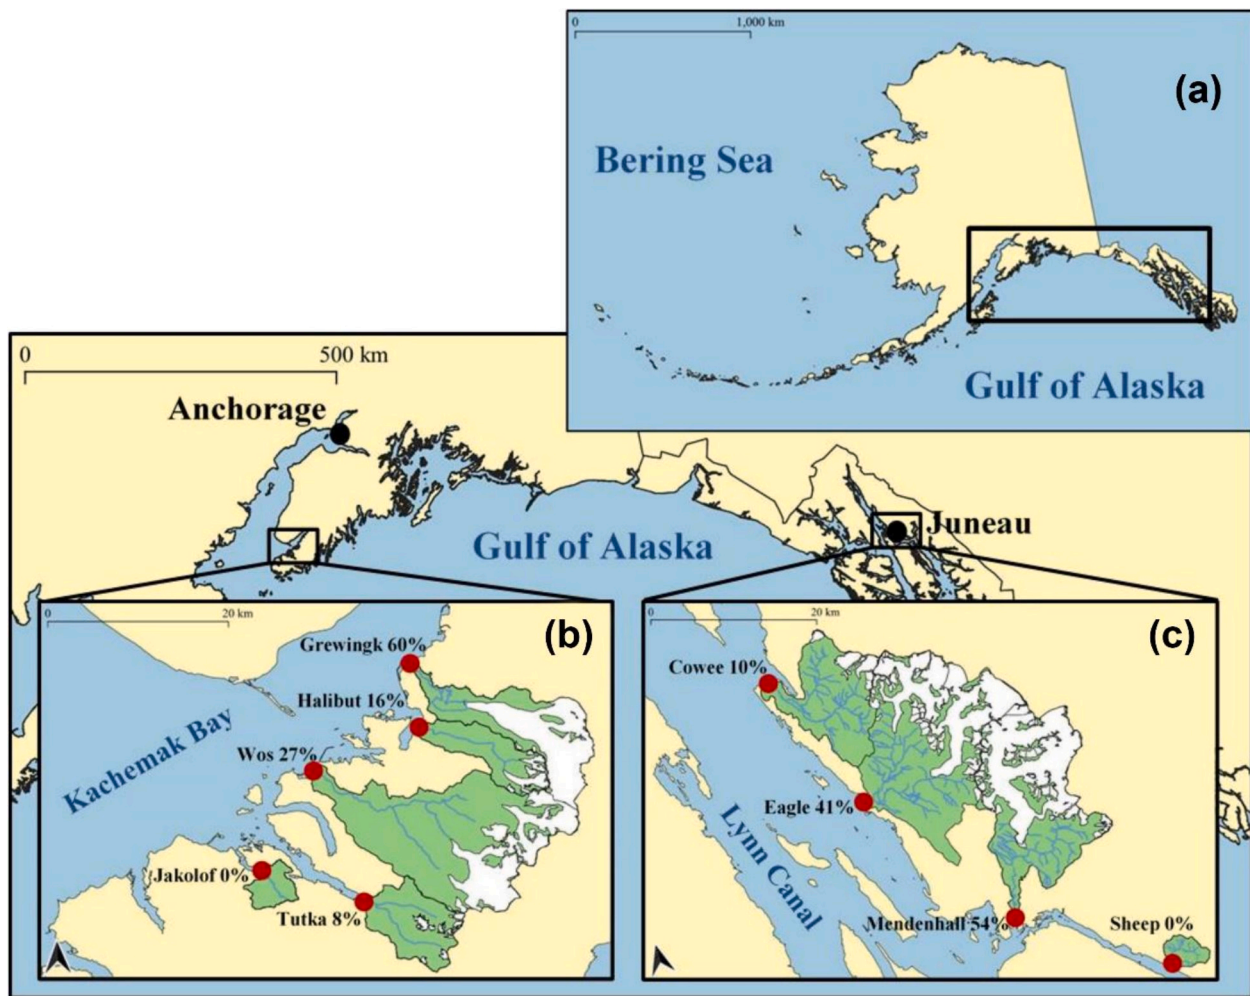 0
1,000 km
(a)
Bering Sea
Gulf of Alaska
0
500 km
Anchorage
Gulf of Alaska
Juneau
0
20 km
(b)
Grewingk 60%
Halibut 16%
Wos 27%
Kachemak Bay
Jakolof 0%
Tutka 8%
0
20 km
(c)
Cowee 10%
Eagle 41%
Lynn Canal
Mendenhall 54%
Sheep 0%